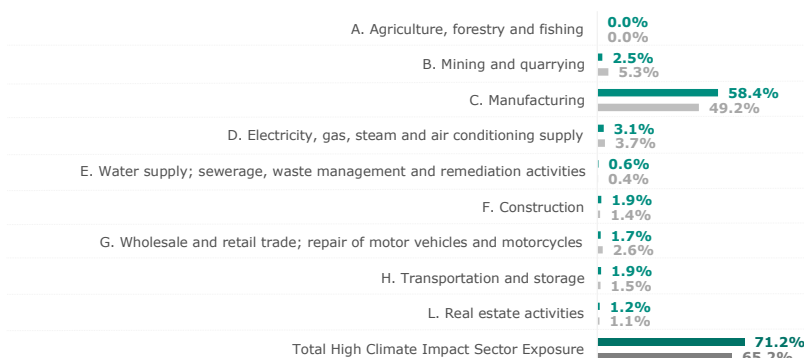 A. Agriculture, forestry and fishing
0.0%
0.0%
B. Mining and quarrying
2.5%
5.3%
C. Manufacturing
58.4%
49.2%
D. Electricity, gas, steam and air conditioning supply
3.1%
3.7%
E. Water supply; sewerage, waste management and remediation activities
0.6%
0.4%
F. Construction
1.9%
1.4%
G. Wholesale and retail trade; repair of motor vehicles and motorcycles
1.7%
2.6%
H. Transportation and storage
1.9%
1.5%
L. Real estate activities
1.2%
1.1%
Total High Climate Impact Sector Exposure
71.2%
65.2%